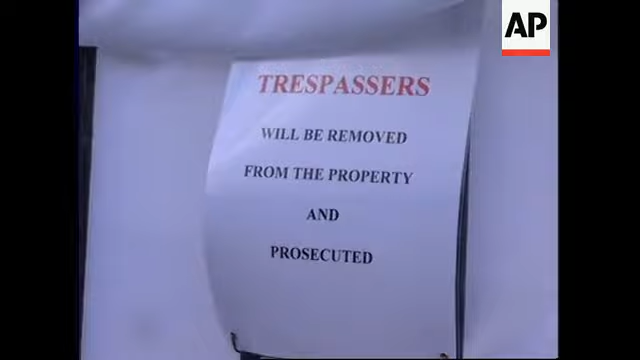 AP
TRESPASSERS
WILL BE REMOVED
FROM THE PROPERTY
AND
PROSECUTED